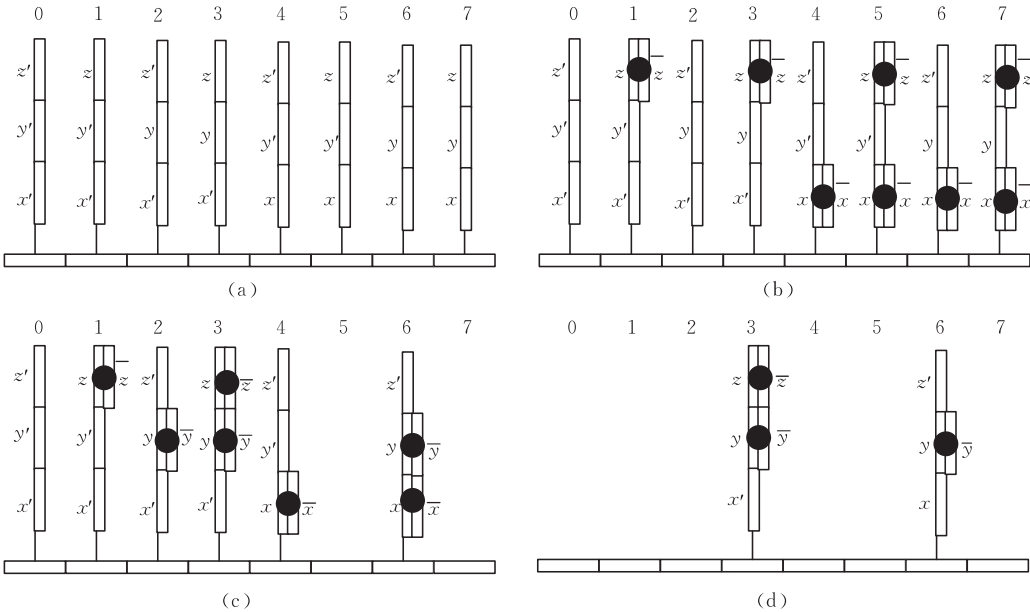 0 1 2 3 4 5 6 7
z′ z z′ z z′ z z′ z
y′ y′ y y y′ y′ y y
x′ x′ x′ x′ x x x x
(a)
0 1 2 3 4 5 6 7
z′ z z̅ z′ z z̅ z′ z z̅ z′ z z̅
y′ y′ y y y′ y′ y y
x′ x′ x′ x′ x x̅ x x̅ x x̅ x x̅
(b)
0 1 2 3 4 5 6 7
z′ z z̅ z′ z z̅ z′ z′
y′ y′ y y̅ y y̅ y′ y y̅
x′ x′ x′ x′ x x̅ x x̅
(c)
0 1 2 3 4 5 6 7
z z̅ z′
y y̅ y y̅
x′ x
(d)